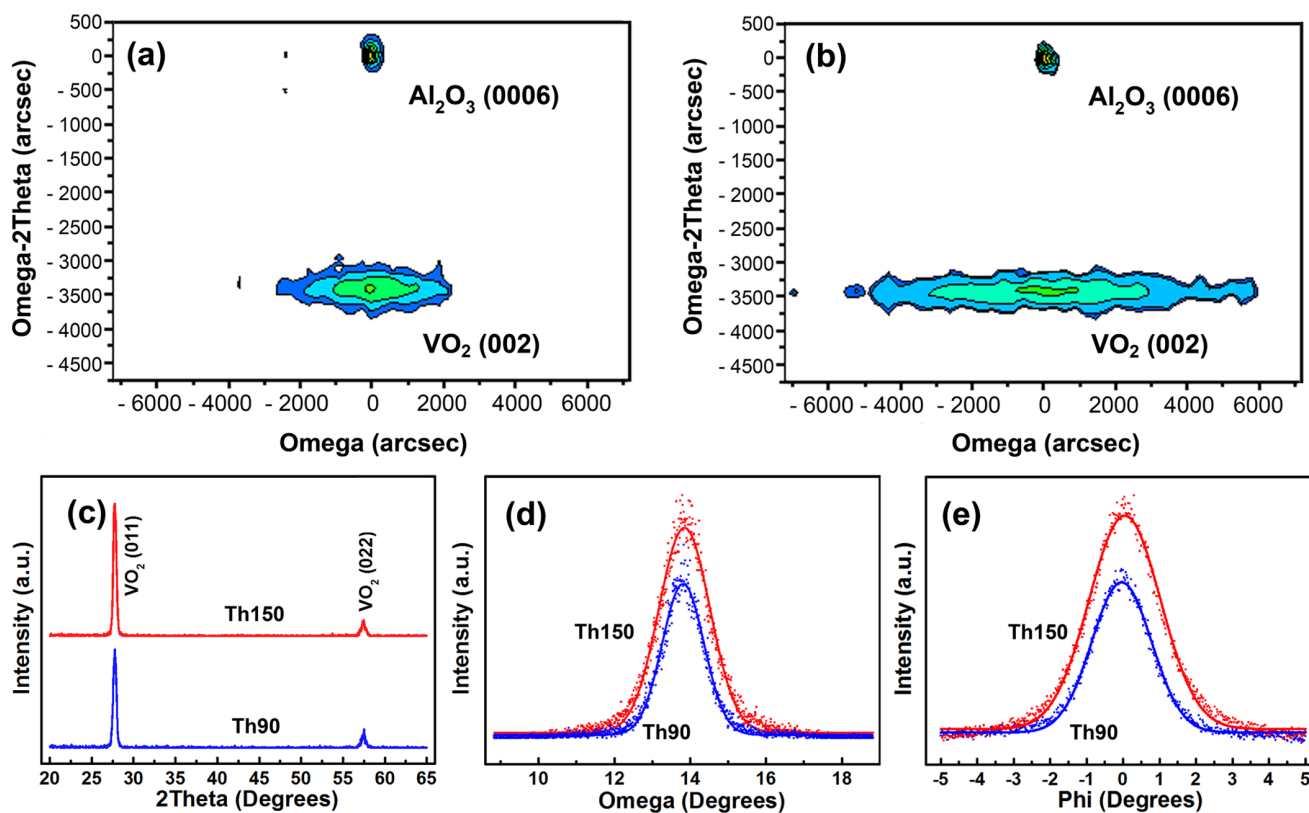 (a)
Omega-2Theta (arcsec)
500
0
- 500
- 1000
- 1500
- 2000
- 2500
- 3000
- 3500
- 4000
- 4500
Al₂O₃ (0006)
VO₂ (002)
- 6000 - 4000 - 2000 0 2000 4000 6000
Omega (arcsec)
(b)
Omega-2Theta (arcsec)
500
0
- 500
- 1000
- 1500
- 2000
- 2500
- 3000
- 3500
- 4000
- 4500
Al₂O₃ (0006)
VO₂ (002)
- 6000 - 4000 - 2000 0 2000 4000 6000
Omega (arcsec)
(c)
Intensity (a.u.)
VO₂ (011)
VO₂ (022)
Th150
Th90
20 25 30 35 40 45 50 55 60 65
2Theta (Degrees)
(d)
Intensity (a.u.)
Th150
Th90
10 12 14 16 18
Omega (Degrees)
(e)
Intensity (a.u.)
Th150
Th90
-5 -4 -3 -2 -1 0 1 2 3 4 5
Phi (Degrees)